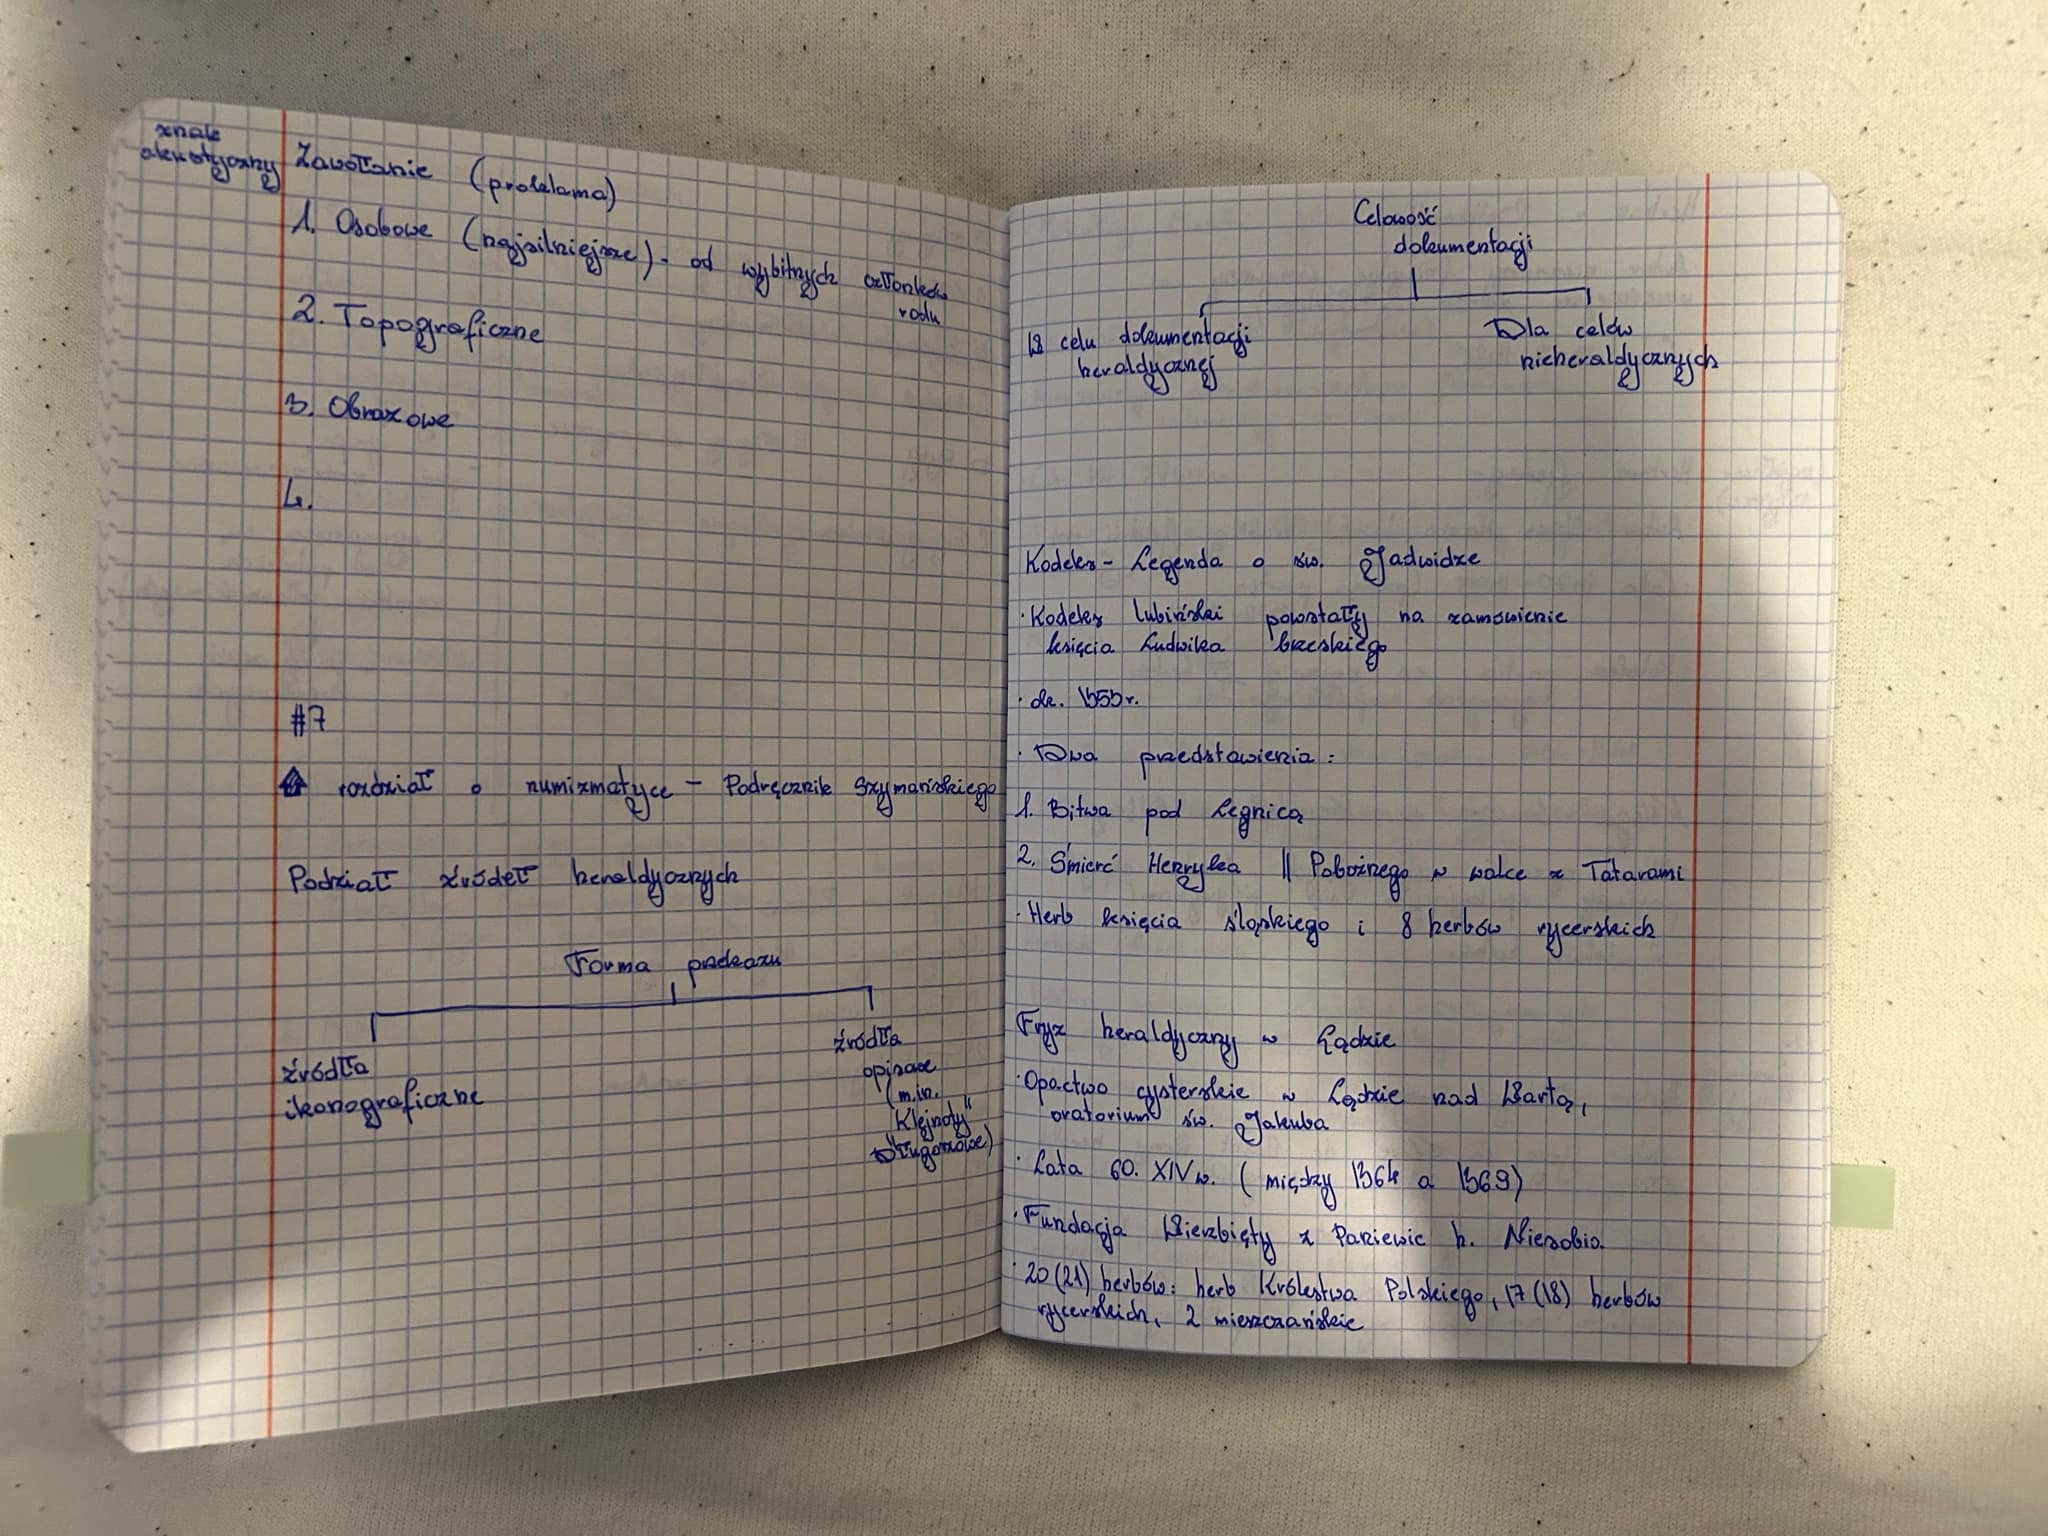 znak
akustyczny
Zawołanie (proklama)
1. Osobowe (najsilniejsze) - od wybitnych członków
rodu
2. Topograficzne
3. Obrazowe
4.
#7
rozdział o numizmatyce - Podręcznik Szymańskiego
Podział źródeł heraldycznych
Forma przekazu
źródła
ikonograficzne
źródła
opisowe
(m.in.
"Klejnoty"
Długoszowe)
Celowość
dokumentacji
W celu dokumentacji
heraldycznej
Dla celów
nieheraldycznych
Kodeks - Legenda o św. Jadwidze
· Kodeks lubiński powstały na zamówienie
księcia Ludwika brzeskiego
· ok. 1353 r.
· Dwa przedstawienia:
1. Bitwa pod Legnicą
2. Śmierć Henryka II Pobożnego w walce z Tatarami
· Herb księcia śląskiego i 8 herbów rycerskich
Fryz heraldyczny w Lądzie
· Opactwo cysterskie w Lądzie nad Wartą,
oratorium św. Jakuba
· Lata 60. XIV w. (między 1364 a 1369)
· Fundacja Wierzbięty z Paniewic h. Niesobia
· 20 (21) herbów: herb Królestwa Polskiego, 17 (18) herbów
rycerskich, 2 mieszczańskie